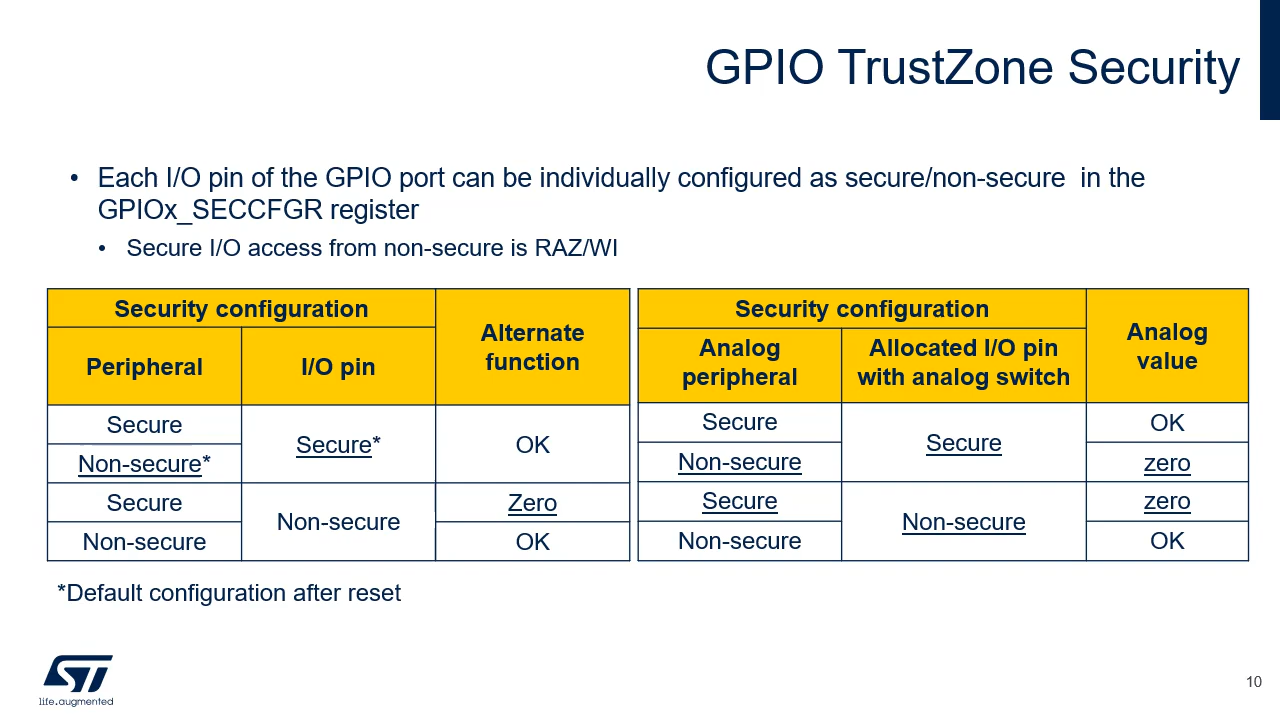 GPIO TrustZone Security
• Each I/O pin of the GPIO port can be individually configured as secure/non-secure in the
GPIOx_SECCFGR register
• Secure I/O access from non-secure is RAZ/WI
Security configuration
Alternate
function
Peripheral
I/O pin
Secure
Secure*
OK
Non-secure*
Secure
Non-secure
Zero
Non-secure
OK
Security configuration
Analog
value
Analog
peripheral
Allocated I/O pin
with analog switch
Secure
Secure
OK
Non-secure
zero
Secure
Non-secure
zero
Non-secure
OK
*Default configuration after reset
ST
life.augmented
10